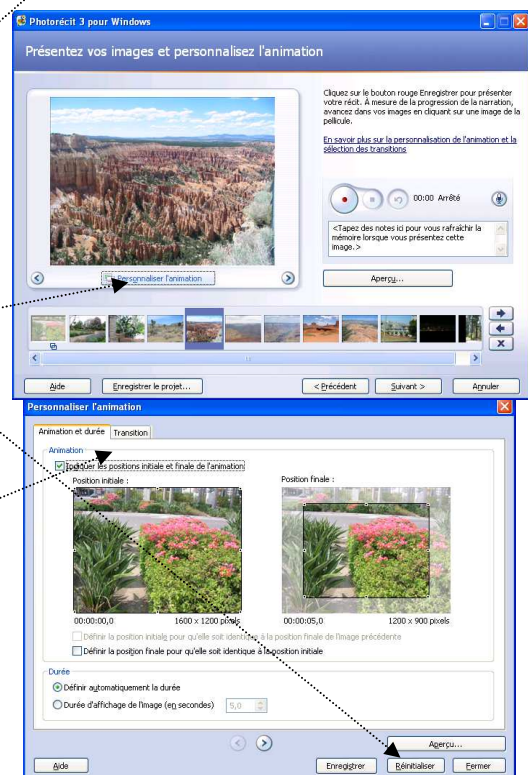 Photorécit 3 pour Windows
Présentez vos images et personnalisez l'animation
Cliquez sur le bouton rouge Enregistrer pour présenter
votre récit. À mesure de la progression de la narration,
avancez dans vos images en cliquant sur une image de la
pellicule.
En savoir plus sur la personnalisation de l'animation et la
sélection des transitions
00:00 Arrêté
<Tapez des notes ici pour vous rafraîchir la
mémoire lorsque vous présentez cette
image.>
Personnaliser l'animation
Aperçu...
Aide
Enregistrer le projet...
< Précédent
Suivant >
Annuler
Personnaliser l'animation
Animation et durée
Transition
Animation
Indiquer les positions initiale et finale de l'animation
Position initiale :
Position finale :
00:00:00,0
1600 x 1200 pixels
00:00:05,0
1200 x 900 pixels
Définir la position initiale pour qu'elle soit identique à la position finale de l'image précédente
Définir la position finale pour qu'elle soit identique à la position initiale
Durée
Définir automatiquement la durée
Durée d'affichage de l'image (en secondes)
5,0
Aperçu...
Aide
Enregistrer
Réinitialiser
Fermer